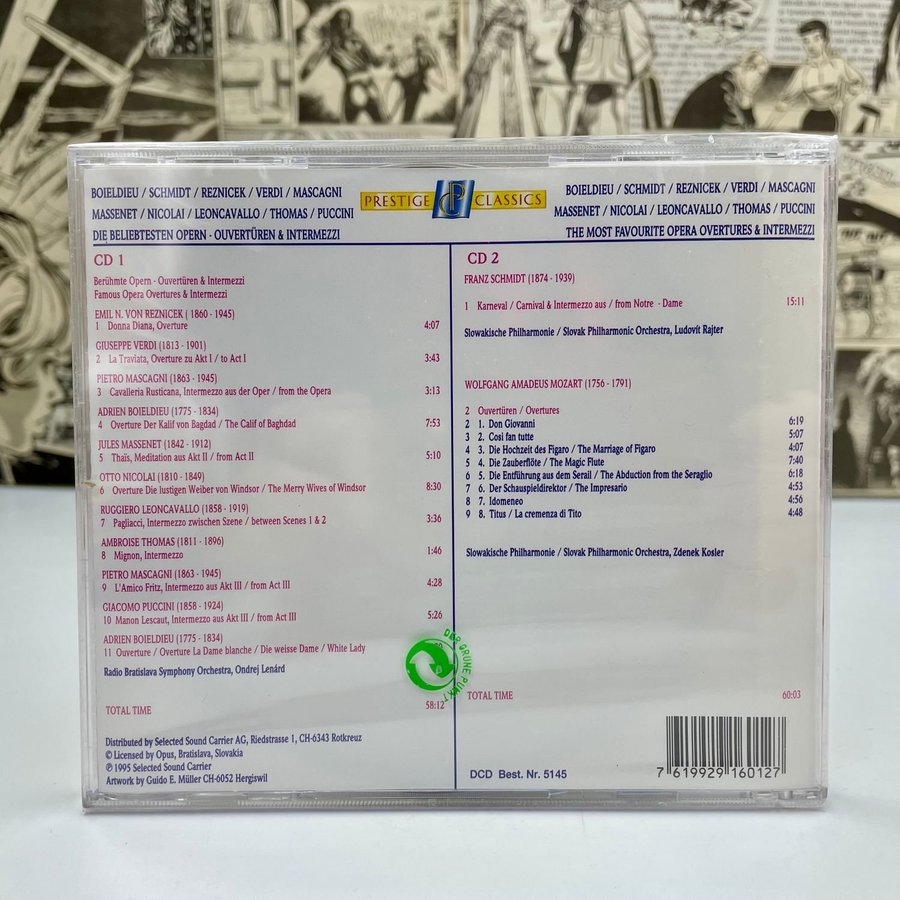 BOIELDIEU / SCHMIDT / REZNICEK / VERDI / MASCAGNI
MASSENET / NICOLAI / LEONCAVALLO / THOMAS / PUCCINI
DIE BELIEBTESTEN OPERN - OUVERTÜREN & INTERMEZZI
PRESTIGE CLASSICS
BOIELDIEU / SCHMIDT / REZNICEK / VERDI / MASCAGNI
MASSENET / NICOLAI / LEONCAVALLO / THOMAS / PUCCINI
THE MOST FAVOURITE OPERA OVERTURES & INTERMEZZI
CD 1
Berühmte Opern - Ouvertüren & Intermezzi
Famous Opera Overtures & Intermezzi
EMIL N. VON REZNICEK ( 1860 - 1945)
1 Donna Diana, Overture 4:07
GIUSEPPE VERDI (1813 - 1901)
2 La Traviata, Overture zu Akt I / to Act I 3:43
PIETRO MASCAGNI (1863 - 1945)
3 Cavalleria Rusticana, Intermezzo aus der Oper / from the Opera 3:13
ADRIEN BOIELDIEU (1775 - 1834)
4 Overture Der Kalif von Bagdad / The Calif of Baghdad 7:53
JULES MASSENET (1842 - 1912)
5 Thaïs, Meditation aus Akt II / from Act II 5:10
OTTO NICOLAI (1810 - 1849)
6 Overture Die lustigen Weiber von Windsor / The Merry Wives of Windsor 8:30
RUGGIERO LEONCAVALLO (1858 - 1919)
7 Pagliacci, Intermezzo zwischen Szene / between Scenes 1 & 2 3:36
AMBROISE THOMAS (1811 - 1896)
8 Mignon, Intermezzo 1:46
PIETRO MASCAGNI (1863 - 1945)
9 L'Amico Fritz, Intermezzo aus Akt III / from Act III 4:28
GIACOMO PUCCINI (1858 - 1924)
10 Manon Lescaut, Intermezzo aus Akt III / from Act III 5:26
ADRIEN BOIELDIEU (1775 - 1834)
11 Ouverture / Overture La Dame blanche / Die weisse Dame / White Lady
Radio Bratislava Symphony Orchestra, Ondrej Lenárd
TOTAL TIME 58:12
Distributed by Selected Sound Carrier AG, Riedstrasse 1, CH-6343 Rotkreuz
© Licensed by Opus, Bratislava, Slovakia
℗ 1995 Selected Sound Carrier
Artwork by Guido E. Müller CH-6052 Hergiswil
DER GRÜNE PUNKT
CD 2
FRANZ SCHMIDT (1874 - 1939)
1 Karneval / Carnival & Intermezzo aus / from Notre - Dame 15:11
Slowakische Philharmonie / Slovak Philharmonic Orchestra, Ludovít Rajter
WOLFGANG AMADEUS MOZART (1756 - 1791)
2 Ouvertüren / Overtures
2 1. Don Giovanni 6:19
3 2. Cosi fan tutte 5:07
4 3. Die Hochzeit des Figaro / The Marriage of Figaro 4:07
5 4. Die Zauberflöte / The Magic Flute 7:40
6 5. Die Entführung aus dem Serail / The Abduction from the Seraglio 6:18
7 6. Der Schauspieldirektor / The Impresario 4:53
8 7. Idomeneo 4:56
9 8. Titus / La cremenza di Tito 4:48
Slowakische Philharmonie / Slovak Philharmonic Orchestra, Zdenek Kosler
TOTAL TIME 60:03
DCD Best. Nr. 5145
7 619929 160127